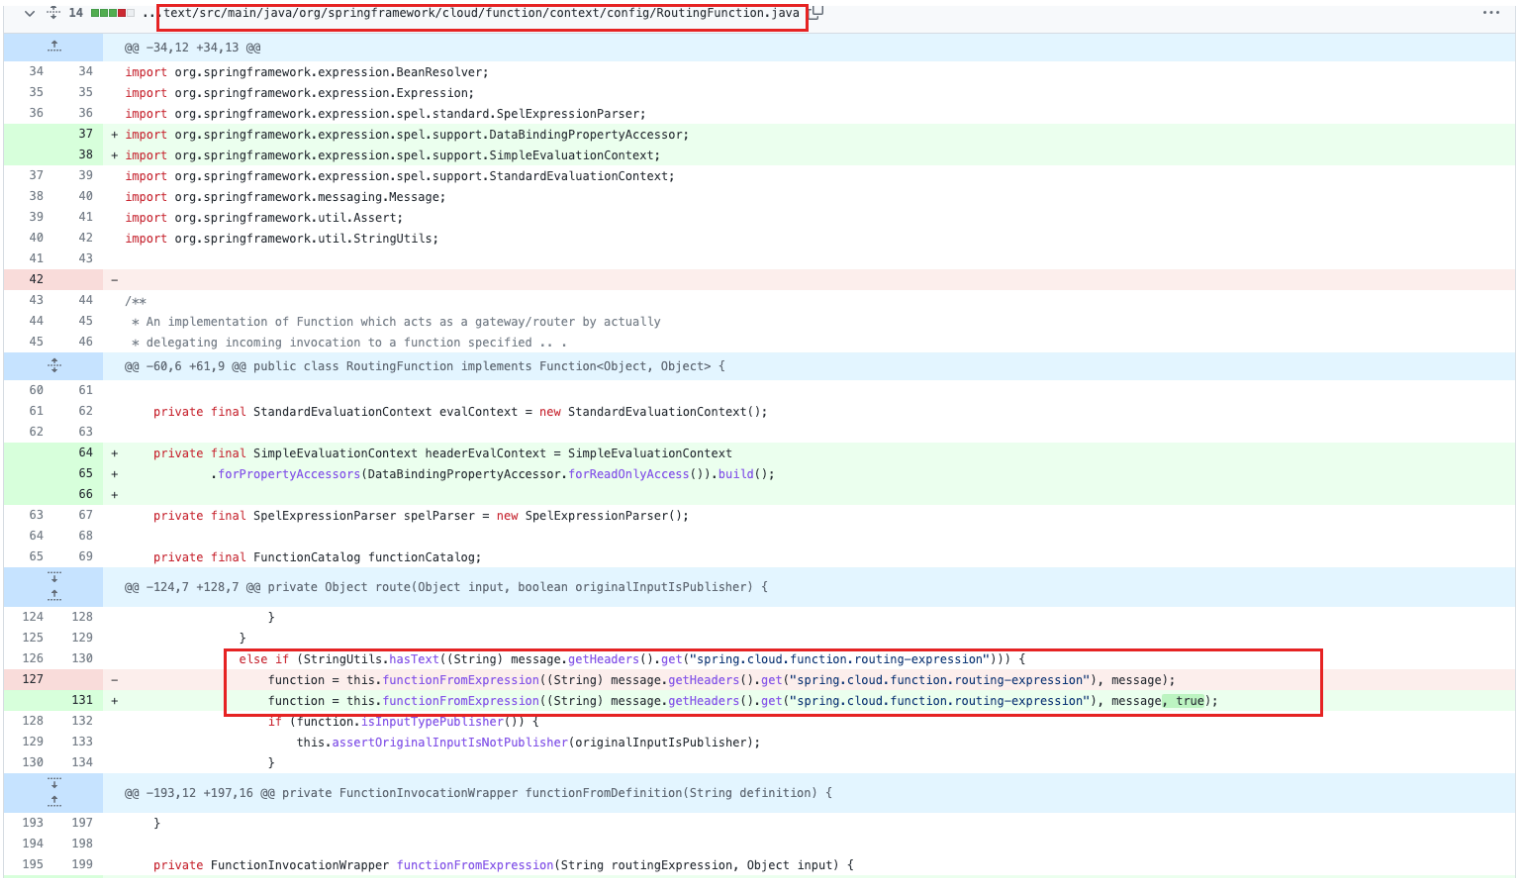 14 ...text/src/main/java/org/springframework/cloud/function/context/config/RoutingFunction.java ...
@@ -34,12 +34,13 @@
34 34 import org.springframework.expression.BeanResolver;
35 35 import org.springframework.expression.Expression;
36 36 import org.springframework.expression.spel.standard.SpelExpressionParser;
37 + import org.springframework.expression.spel.support.DataBindingPropertyAccessor;
38 + import org.springframework.expression.spel.support.SimpleEvaluationContext;
37 39 import org.springframework.expression.spel.support.StandardEvaluationContext;
38 40 import org.springframework.messaging.Message;
39 41 import org.springframework.util.Assert;
40 42 import org.springframework.util.StringUtils;
41 43
42 -
43 44 /**
44 45 * An implementation of Function which acts as a gateway/router by actually
45 46 * delegating incoming invocation to a function specified .. .
@@ -60,6 +61,9 @@ public class RoutingFunction implements Function<Object, Object> {
60 61
61 62 private final StandardEvaluationContext evalContext = new StandardEvaluationContext();
62 63
64 + private final SimpleEvaluationContext headerEvalContext = SimpleEvaluationContext
65 + .forPropertyAccessors(DataBindingPropertyAccessor.forReadOnlyAccess()).build();
66 +
63 67 private final SpelExpressionParser spelParser = new SpelExpressionParser();
64 68
65 69 private final FunctionCatalog functionCatalog;
@@ -124,7 +128,7 @@ private Object route(Object input, boolean originalInputIsPublisher) {
124 128 }
125 129 }
126 130 else if (StringUtils.hasText((String) message.getHeaders().get("spring.cloud.function.routing-expression"))) {
127 - function = this.functionFromExpression((String) message.getHeaders().get("spring.cloud.function.routing-expression"), message);
131 + function = this.functionFromExpression((String) message.getHeaders().get("spring.cloud.function.routing-expression"), message, true);
128 132 if (function.isInputTypePublisher()) {
129 133 this.assertOriginalInputIsNotPublisher(originalInputIsPublisher);
130 134 }
@@ -193,12 +197,16 @@ private FunctionInvocationWrapper functionFromDefinition(String definition) {
193 197 }
194 198
195 199 private FunctionInvocationWrapper functionFromExpression(String routingExpression, Object input) {